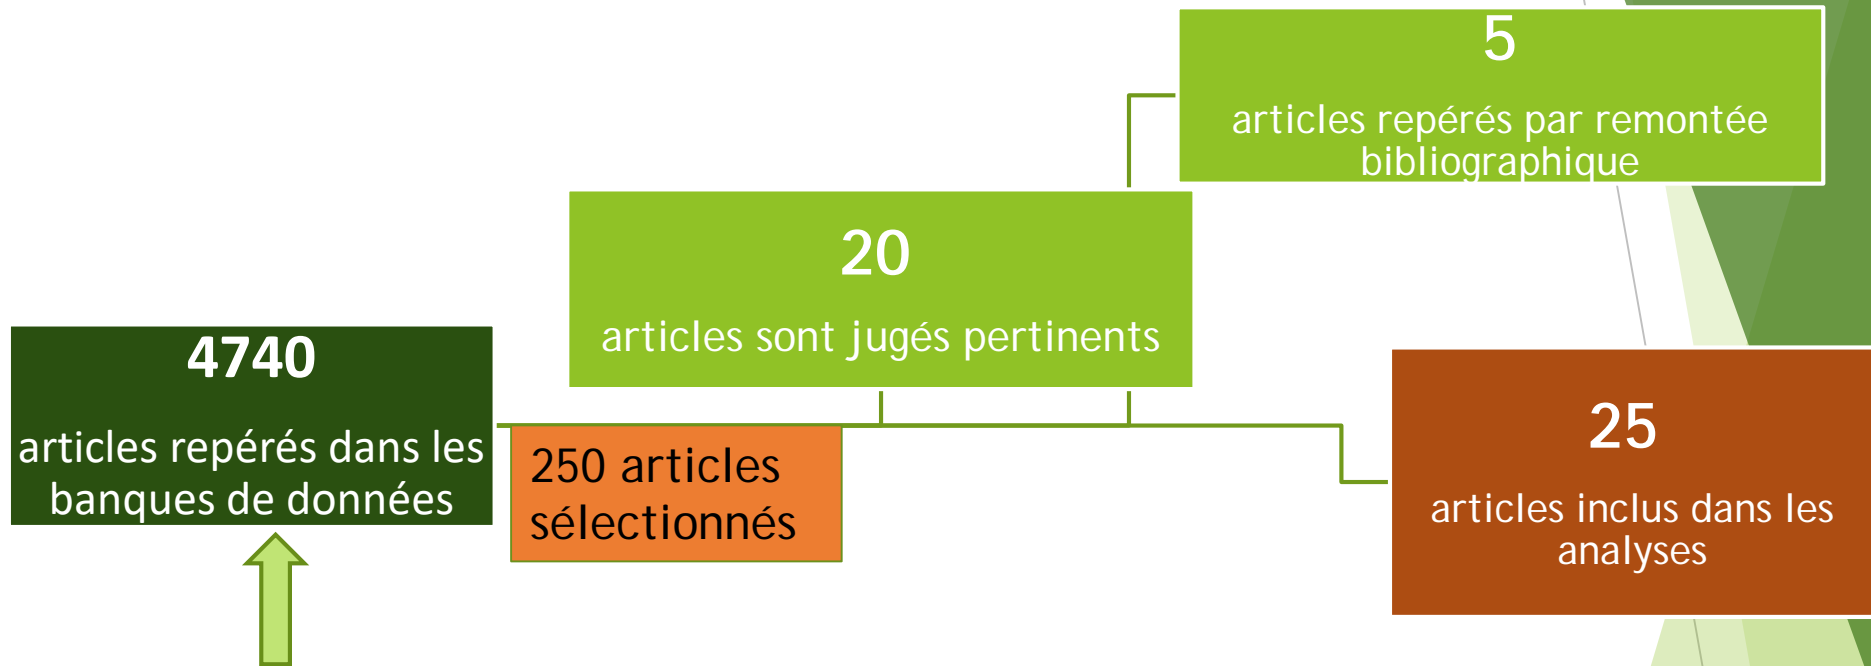 4740
articles repérés dans les
banques de données
250 articles
sélectionnés
20
articles sont jugés pertinents
5
articles repérés par remontée
bibliographique
25
articles inclus dans les
analyses